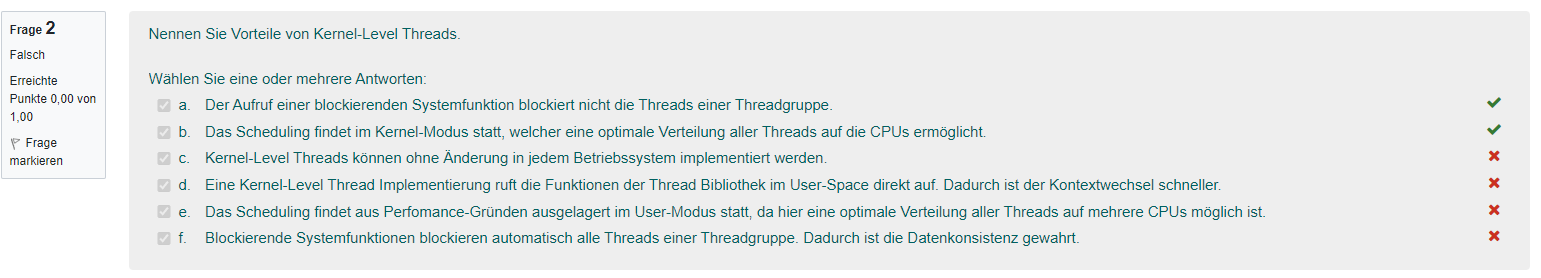 Frage 2
Falsch
Erreichte
Punkte 0,00 von
1,00
Frage
markieren
Nennen Sie Vorteile von Kernel-Level Threads.
Wählen Sie eine oder mehrere Antworten:
a. Der Aufruf einer blockierenden Systemfunktion blockiert nicht die Threads einer Threadgruppe.
b. Das Scheduling findet im Kernel-Modus statt, welcher eine optimale Verteilung aller Threads auf die CPUs ermöglicht.
c. Kernel-Level Threads können ohne Änderung in jedem Betriebssystem implementiert werden.
d. Eine Kernel-Level Thread Implementierung ruft die Funktionen der Thread Bibliothek im User-Space direkt auf. Dadurch ist der Kontextwechsel schneller.
e. Das Scheduling findet aus Perfomance-Gründen ausgelagert im User-Modus statt, da hier eine optimale Verteilung aller Threads auf mehrere CPUs möglich ist.
f. Blockierende Systemfunktionen blockieren automatisch alle Threads einer Threadgruppe. Dadurch ist die Datenkonsistenz gewahrt.